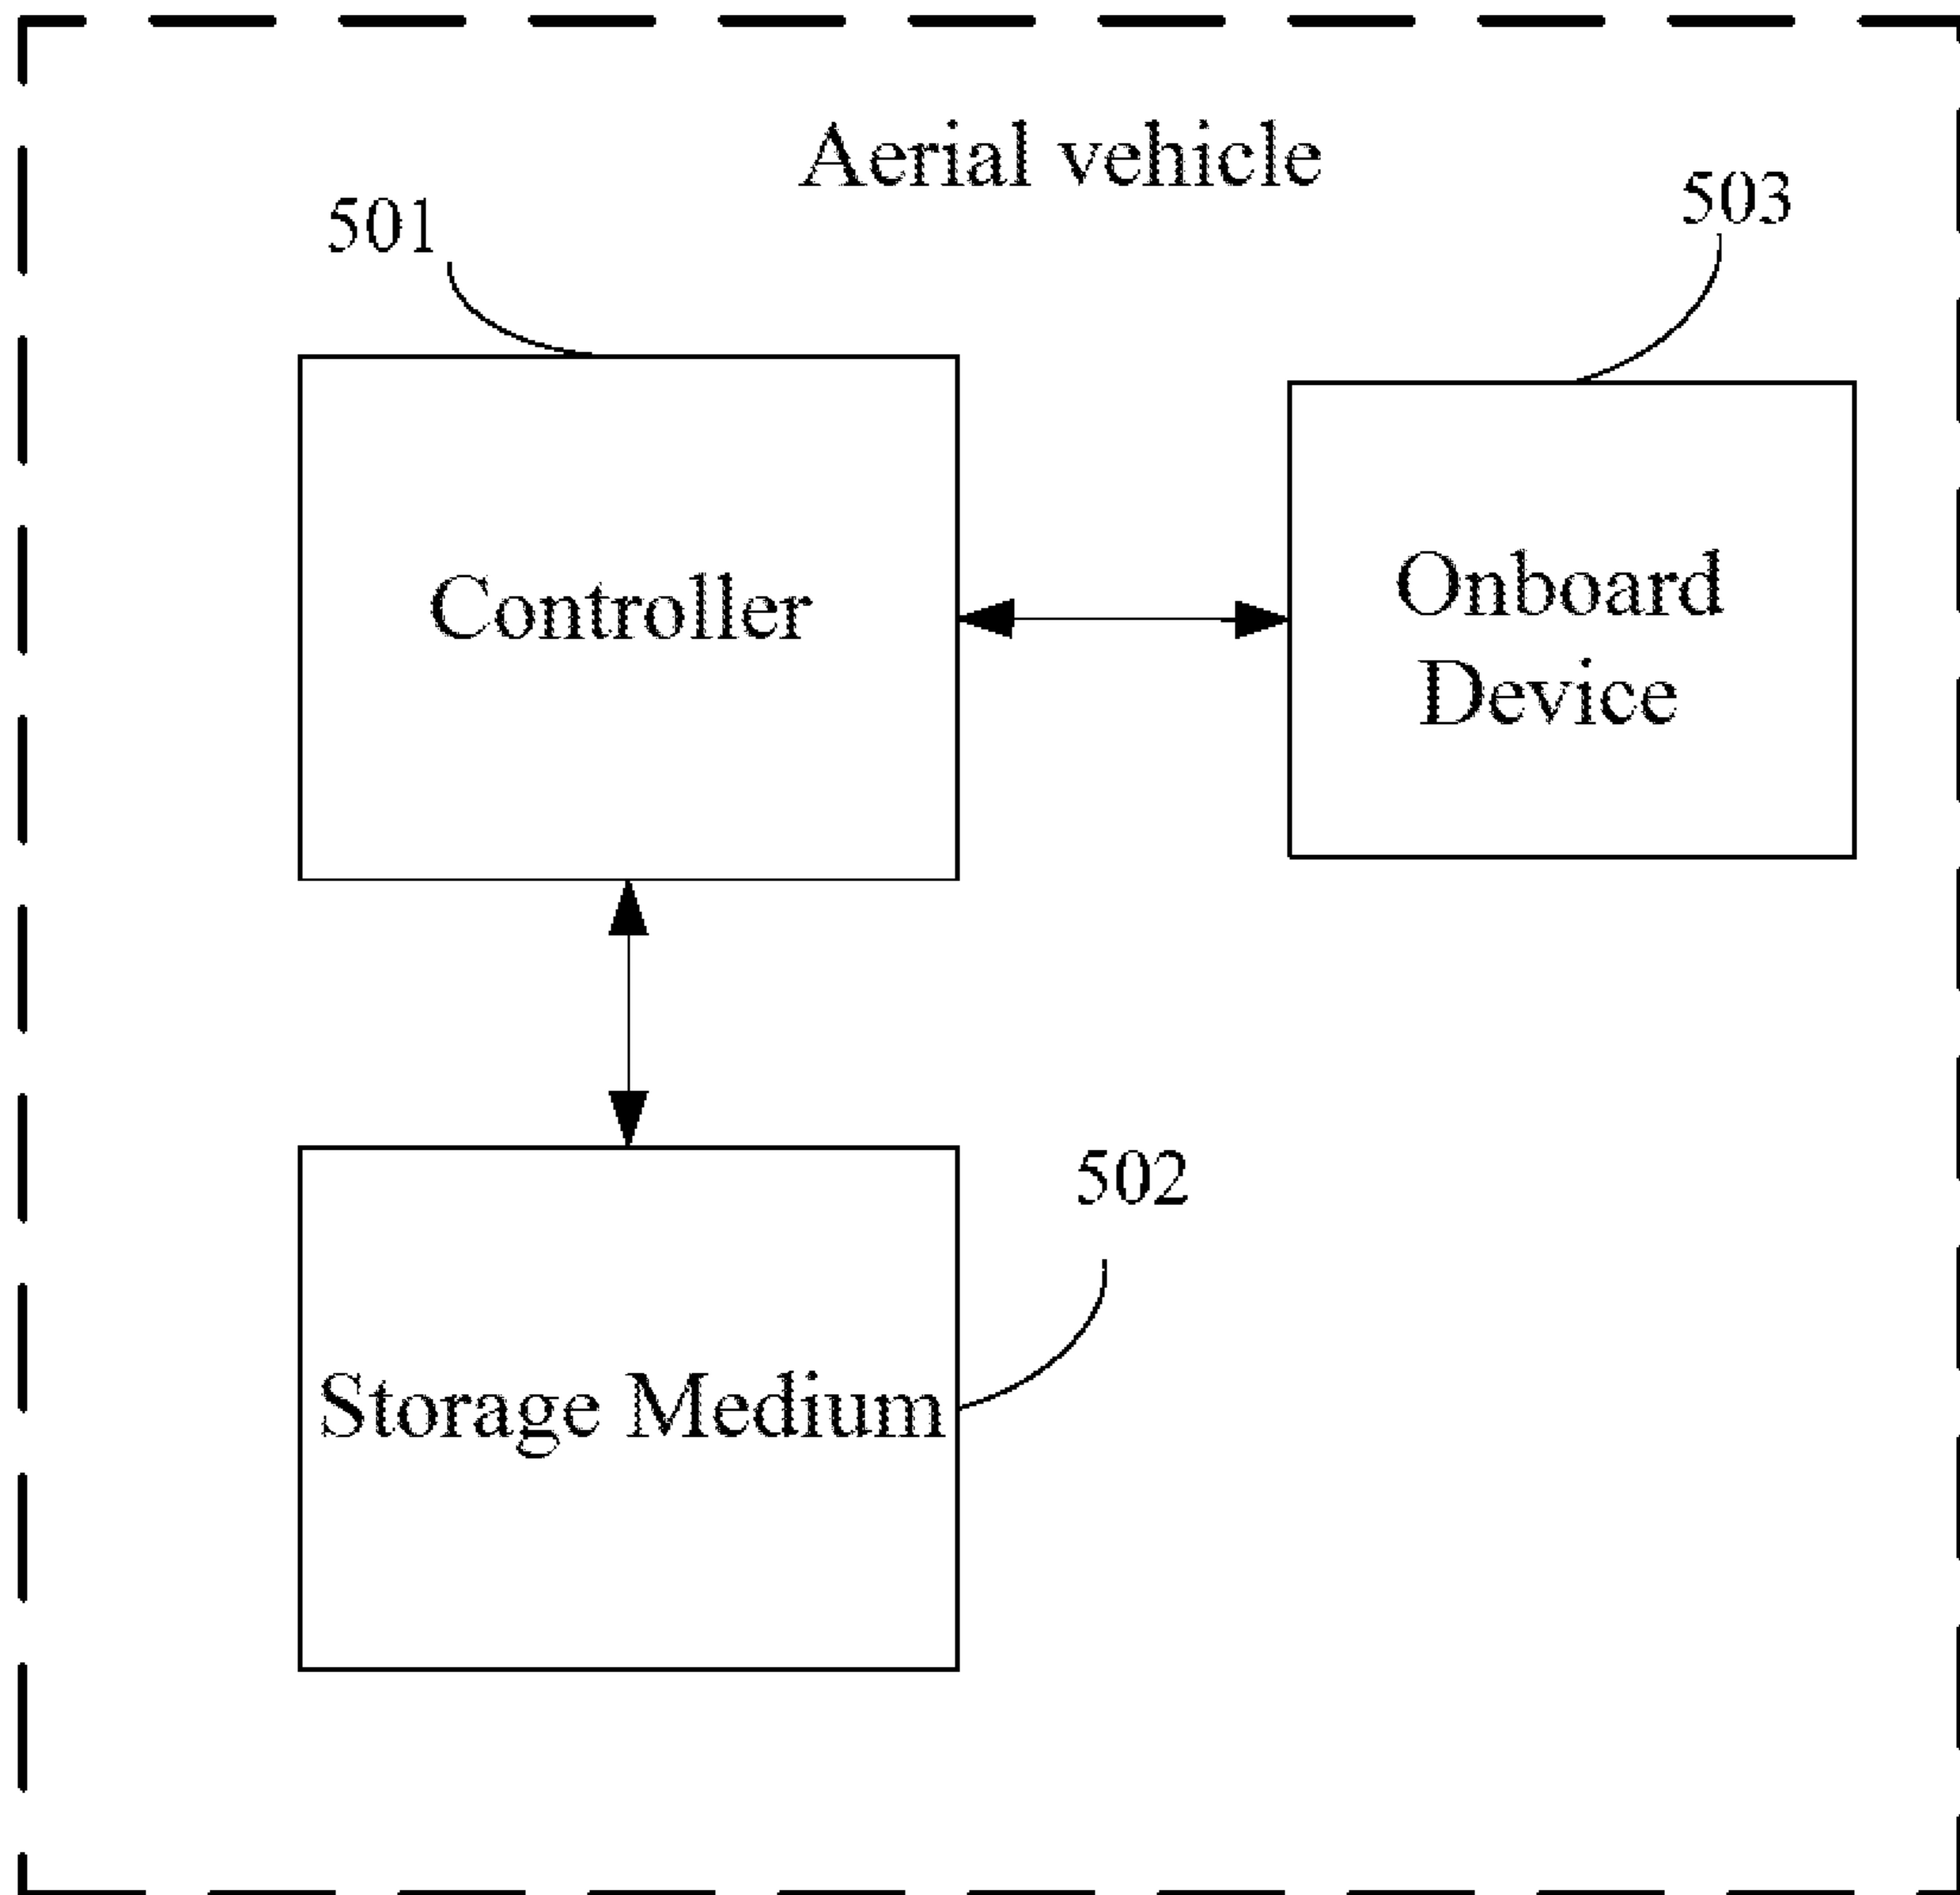 Aerial vehicle
501
503
Controller
Onboard
Device
502
Storage Medium